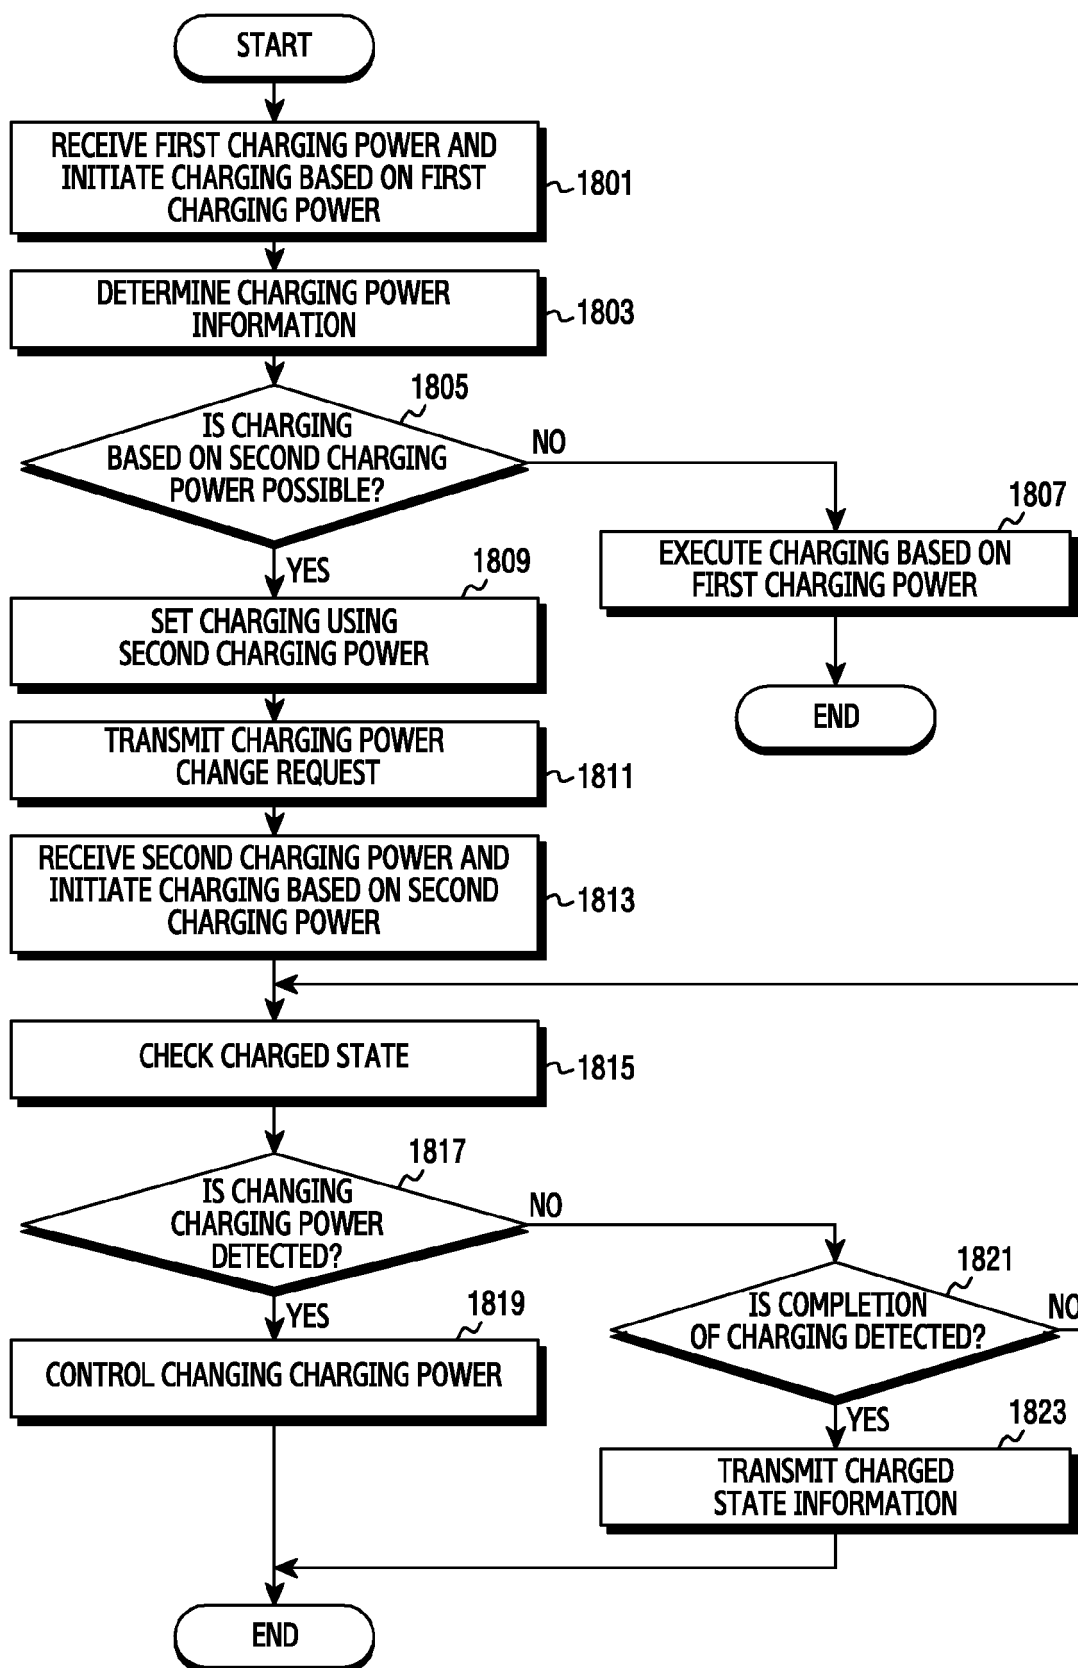 START
RECEIVE FIRST CHARGING POWER AND
INITIATE CHARGING BASED ON FIRST
CHARGING POWER
1801
DETERMINE CHARGING POWER
INFORMATION
1803
1805
IS CHARGING
BASED ON SECOND CHARGING
POWER POSSIBLE?
NO
YES
1807
EXECUTE CHARGING BASED ON
FIRST CHARGING POWER
END
1809
SET CHARGING USING
SECOND CHARGING POWER
TRANSMIT CHARGING POWER
CHANGE REQUEST
1811
RECEIVE SECOND CHARGING POWER AND
INITIATE CHARGING BASED ON SECOND
CHARGING POWER
1813
CHECK CHARGED STATE
1815
1817
IS CHANGING
CHARGING POWER
DETECTED?
NO
YES
1819
CONTROL CHANGING CHARGING POWER
1821
IS COMPLETION
OF CHARGING DETECTED?
NO
YES
1823
TRANSMIT CHARGED
STATE INFORMATION
END